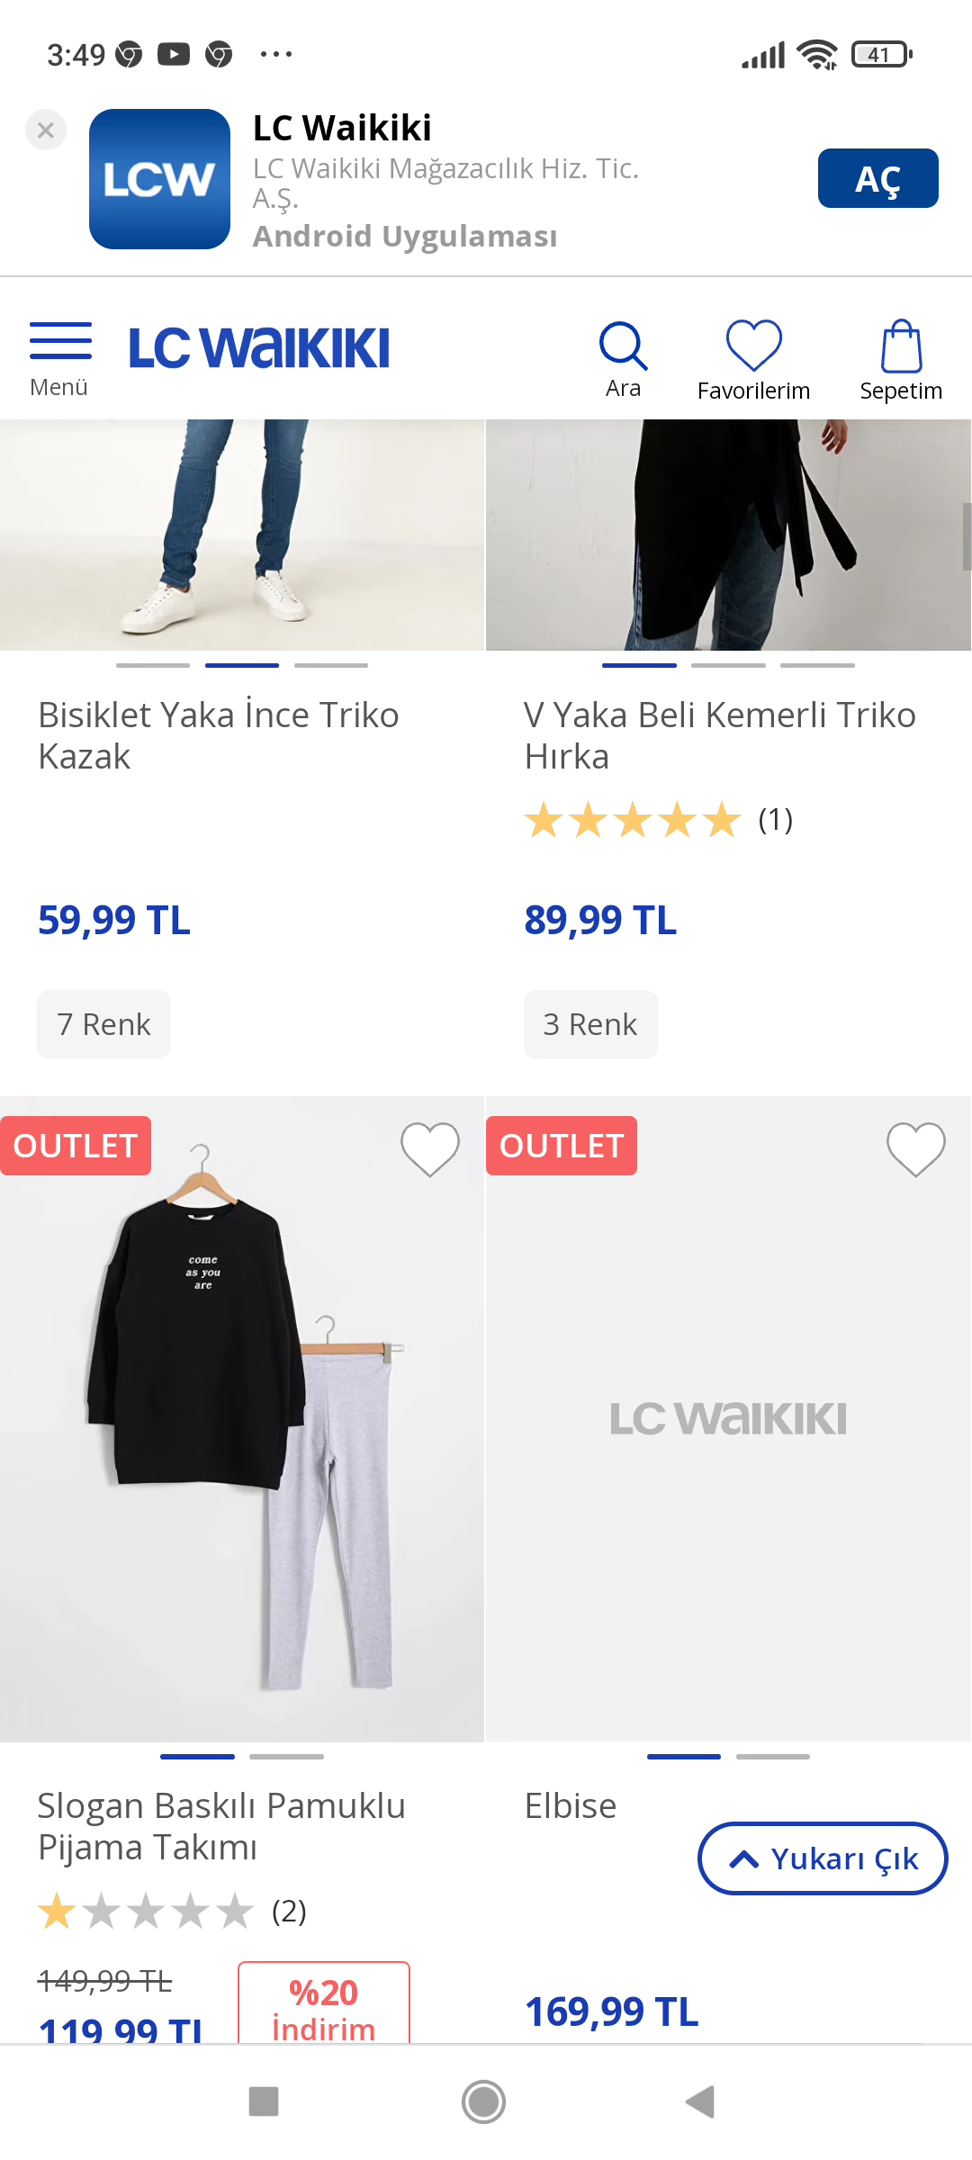 3:49
41
LCW
LC Waikiki
LC Waikiki Mağazacılık Hiz. Tic.
A.Ş.
Android Uygulaması
AÇ
Menü
LC WAIKIKI
Ara
Favorilerim
Sepetim
Bisiklet Yaka İnce Triko
Kazak
59,99 TL
7 Renk
V Yaka Beli Kemerli Triko
Hırka
(1)
89,99 TL
3 Renk
OUTLET
come
as you
are
OUTLET
LC WAIKIKI
Slogan Baskılı Pamuklu
Pijama Takımı
(2)
149,99 TL
%20
İndirim
119,99 TL
Elbise
Yukarı Çık
169,99 TL